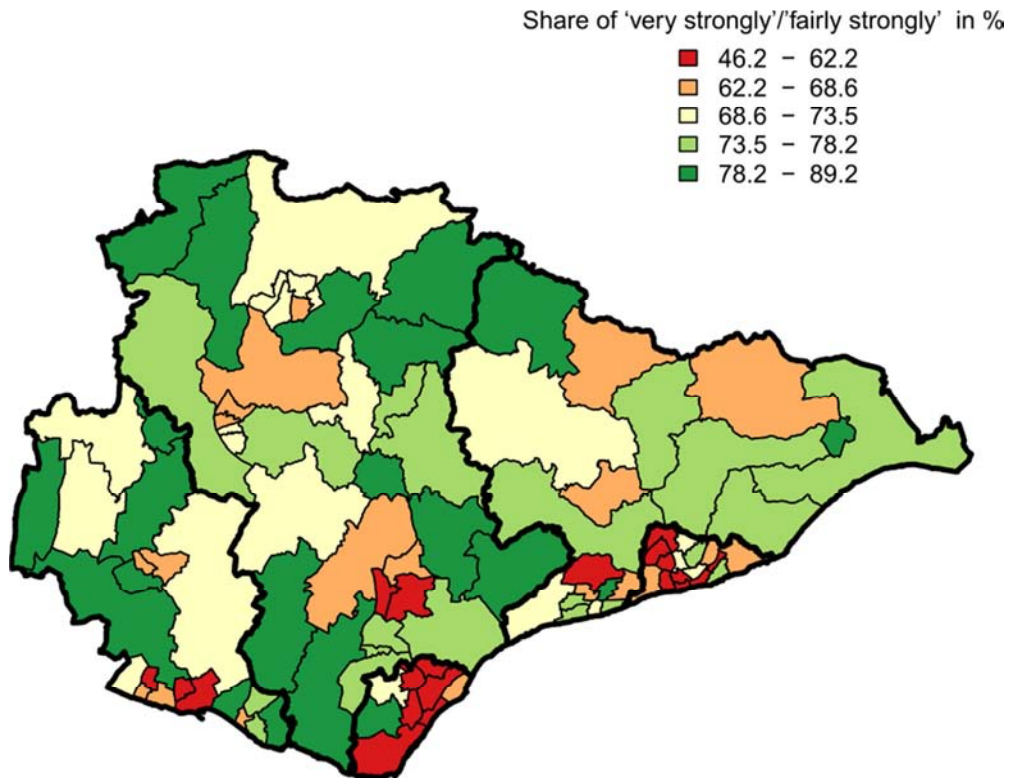 Share of ‘very strongly’/’fairly strongly’ in %
46.2 – 62.2
62.2 – 68.6
68.6 – 73.5
73.5 – 78.2
78.2 – 89.2